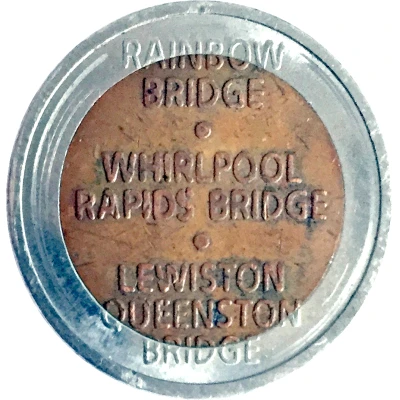 RAINBOW
BRIDGE
•
WHIRLPOOL
RAPIDS BRIDGE
•
LEWISTON
QUEENSTON
BRIDGE